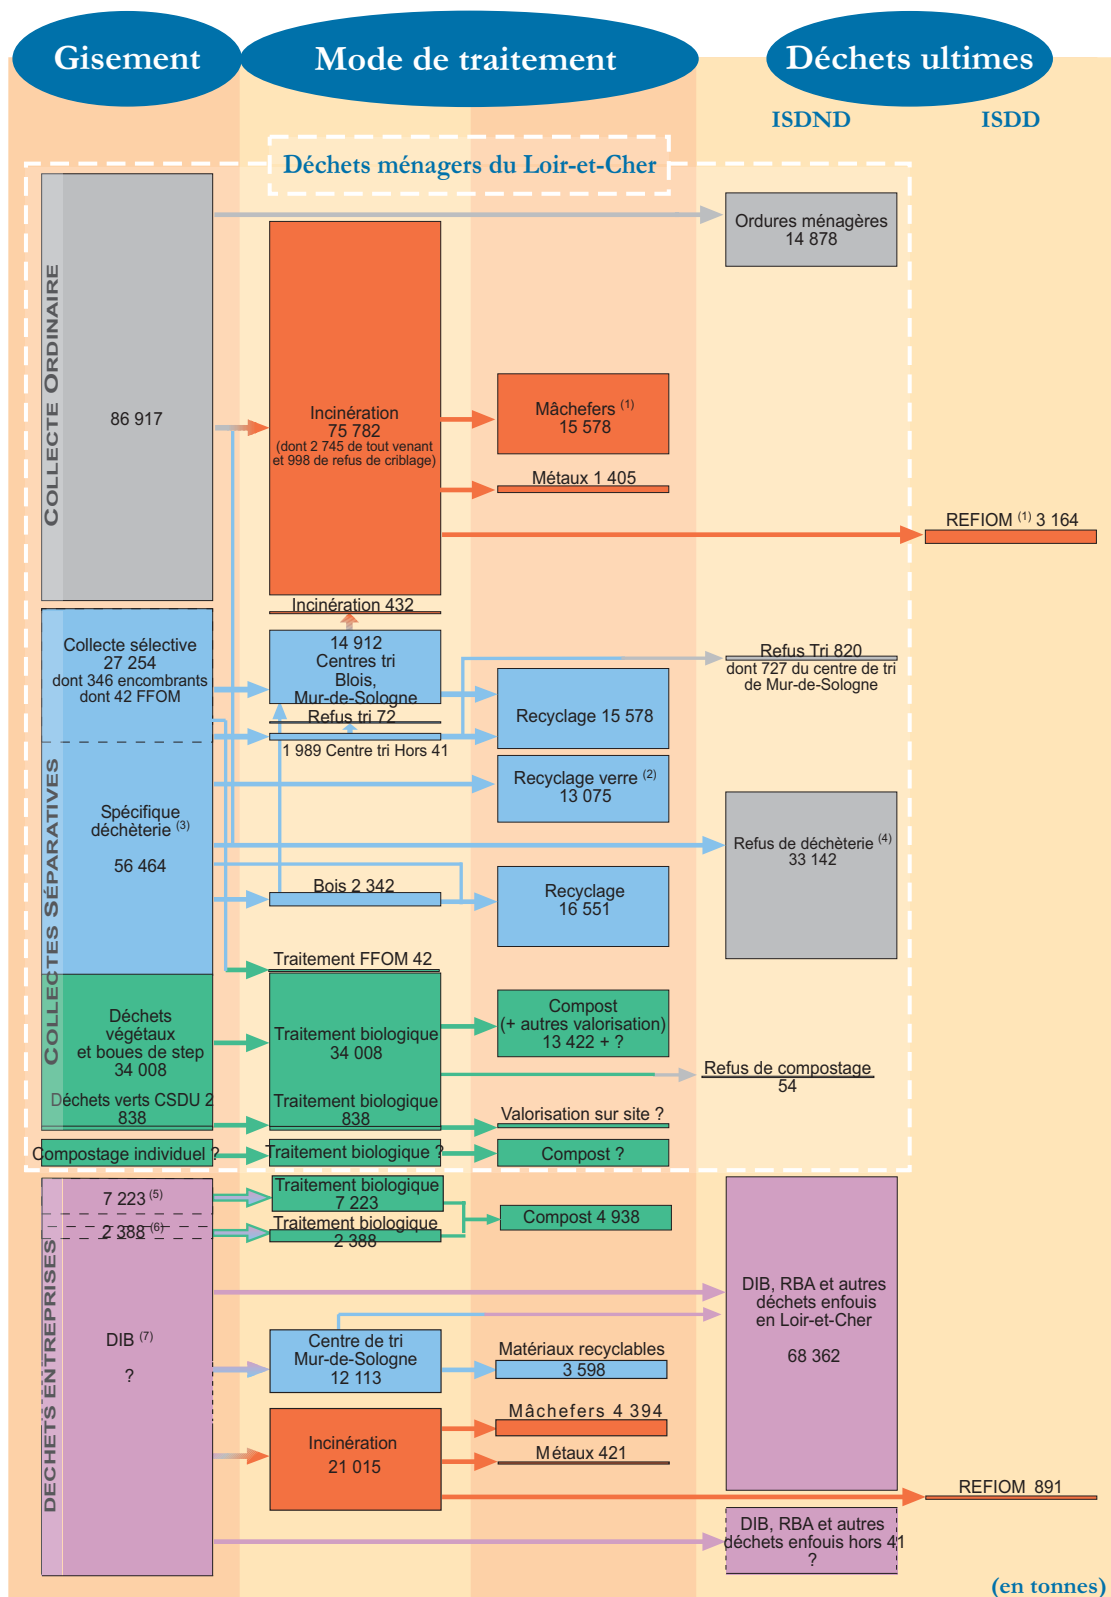 Gisement
Mode de traitement
Déchets ultimes
ISDND
ISDD
Déchets ménagers du Loir-et-Cher
COLLECTE ORDINAIRE
86 917
Incinération
75 782
(dont 2 745 de tout venant
et 998 de refus de criblage)
Mâchefers (1)
15 578
Métaux 1 405
Ordures ménagères
14 878
REFIOM (1) 3 164
COLLECTES SÉPARATIVES
Collecte sélective
27 254
dont 346 encombrants
dont 42 FFOM
Incinération 432
14 912
Centres tri
Blois,
Mur-de-Sologne
Refus tri 72
1 989 Centre tri Hors 41
Recyclage 15 578
Refus Tri 820
dont 727 du centre de tri
de Mur-de-Sologne
Recyclage verre (2)
13 075
Spécifique
déchèterie (3)
56 464
Refus de déchèterie (4)
33 142
Bois 2 342
Recyclage
16 551
Traitement FFOM 42
Déchets
végétaux
et boues de step
34 008
Traitement biologique
34 008
Compost
(+ autres valorisation)
13 422 + ?
Refus de compostage
54
Déchets verts CSDU 2
838
Traitement biologique
838
Valorisation sur site ?
Compostage individuel ?
Traitement biologique ?
Compost ?
DECHETS ENTREPRISES
7 223 (5)
Traitement biologique
7 223
2 388 (6)
Traitement biologique
2 388
Compost 4 938
DIB (7)
?
Centre de tri
Mur-de-Sologne
12 113
Matériaux recyclables
3 598
DIB, RBA et autres
déchets enfouis
en Loir-et-Cher
68 362
Incinération
21 015
Mâchefers 4 394
Métaux 421
REFIOM 891
DIB, RBA et autres
déchets enfouis hors 41
?
(en tonnes)